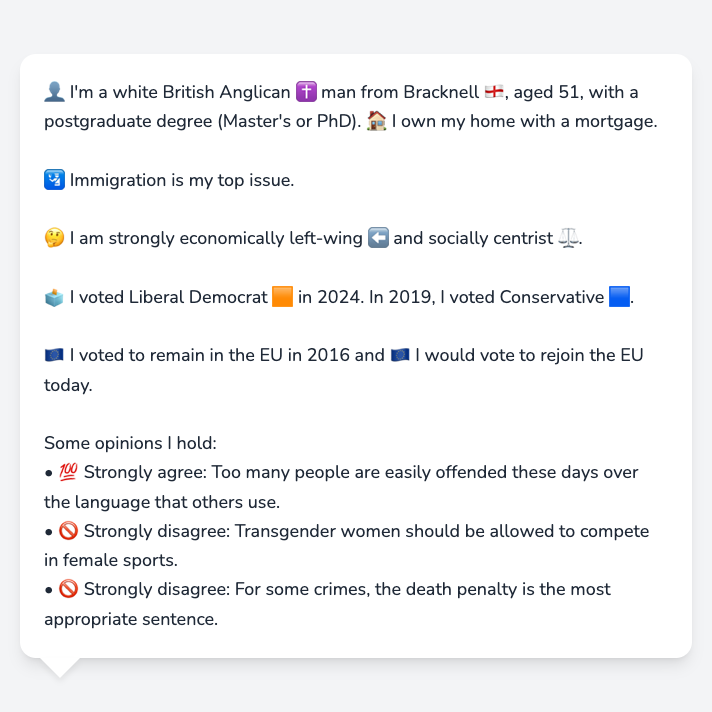 👤 I'm a white British Anglican ✝️ man from Bracknell 🏴󠁧󠁢󠁥󠁮󠁧󠁿, aged 51, with a
postgraduate degree (Master's or PhD). 🏠 I own my home with a mortgage.
🛂 Immigration is my top issue.
🤔 I am strongly economically left-wing ⬅️ and socially centrist ⚖️.
🗳️ I voted Liberal Democrat 🟧 in 2024. In 2019, I voted Conservative 🟦.
🇪🇺 I voted to remain in the EU in 2016 and 🇪🇺 I would vote to rejoin the EU
today.
Some opinions I hold:
• 💯 Strongly agree: Too many people are easily offended these days over
the language that others use.
• 🚫 Strongly disagree: Transgender women should be allowed to compete
in female sports.
• 🚫 Strongly disagree: For some crimes, the death penalty is the most
appropriate sentence.